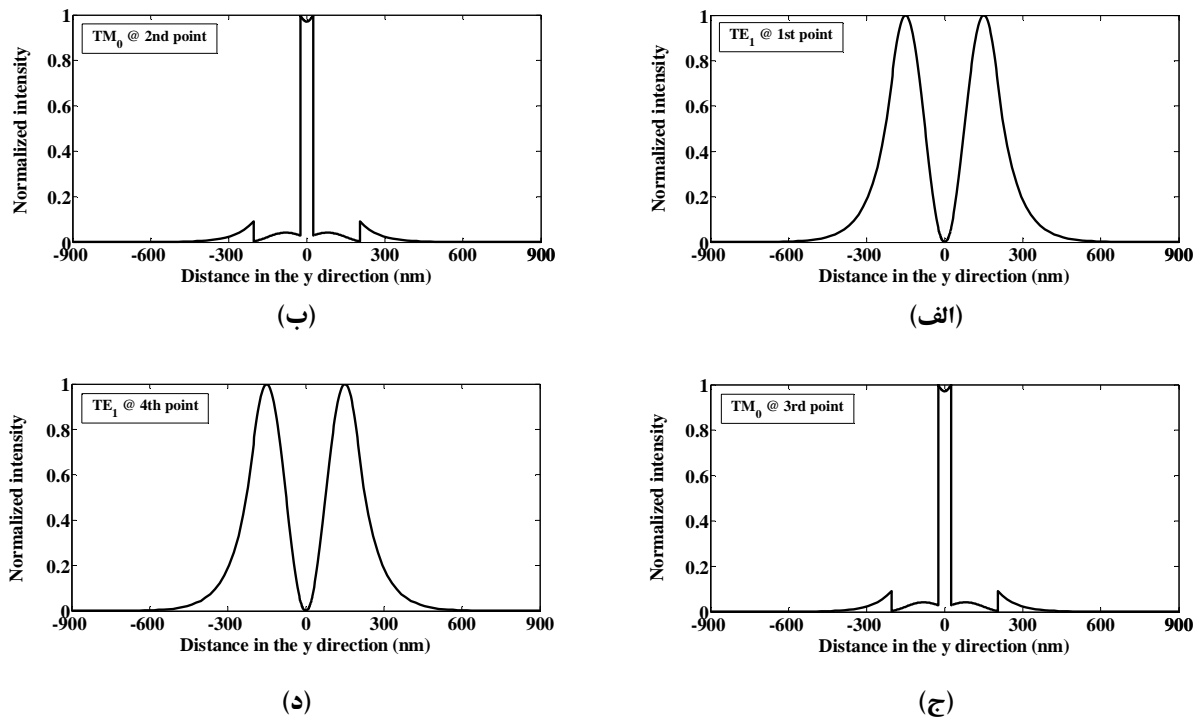 TM0 @ 2nd point
Normalized intensity
1
0.8
0.6
0.4
0.2
0
-900 -600 -300 0 300 600 900
Distance in the y direction (nm)
(ب)
TE1 @ 1st point
Normalized intensity
1
0.8
0.6
0.4
0.2
0
-900 -600 -300 0 300 600 900
Distance in the y direction (nm)
(الف)
TE1 @ 4th point
Normalized intensity
1
0.8
0.6
0.4
0.2
0
-900 -600 -300 0 300 600 900
Distance in the y direction (nm)
(د)
TM0 @ 3rd point
Normalized intensity
1
0.8
0.6
0.4
0.2
0
-900 -600 -300 0 300 600 900
Distance in the y direction (nm)
(ج)